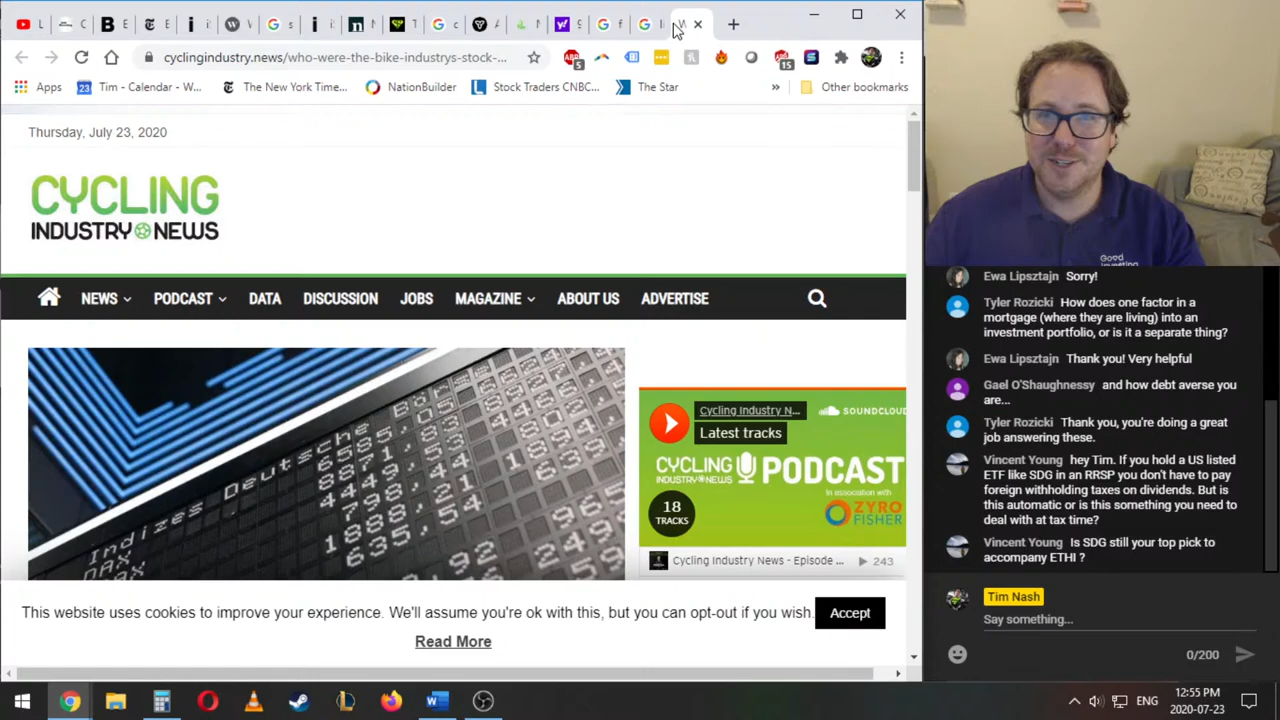 cyclingindustry.news/who-were-the-bike-industrys-stock-...
5
15
Apps
23
Tim - Calendar - W...
The New York Time...
NationBuilder
Stock Traders CNBC...
The Star
»
Other bookmarks
Thursday, July 23, 2020
CYCLING
INDUSTRY NEWS
NEWS
PODCAST
DATA
DISCUSSION
JOBS
MAGAZINE
ABOUT US
ADVERTISE
Indizes Deutsche
Cycling Industry N...
SOUNDCLOUD
Latest tracks
CYCLING
INDUSTRY NEWS
PODCAST
In association with
ZYRO
FISHER
18
TRACKS
Cycling Industry News - Episode ...
243
This website uses cookies to improve your experience. We'll assume you're ok with this, but you can opt-out if you wish.
Accept
Read More
Good
Investing
Ewa Lipsztajn Sorry!
Tyler Rozicki How does one factor in a
mortgage (where they are living) into an
investment portfolio, or is it a separate thing?
Ewa Lipsztajn Thank you! Very helpful
Gael O'Shaughnessy and how debt averse you
are...
Tyler Rozicki Thank you, you're doing a great
job answering these.
Vincent Young hey Tim. If you hold a US listed
ETF like SDG in an RRSP you don't have to pay
foreign withholding taxes on dividends. But is
this automatic or is this something you need to
deal with at tax time?
Vincent Young Is SDG still your top pick to
accompany ETHI ?
Tim Nash
Say something...
0/200
ENG
12:55 PM
2020-07-23